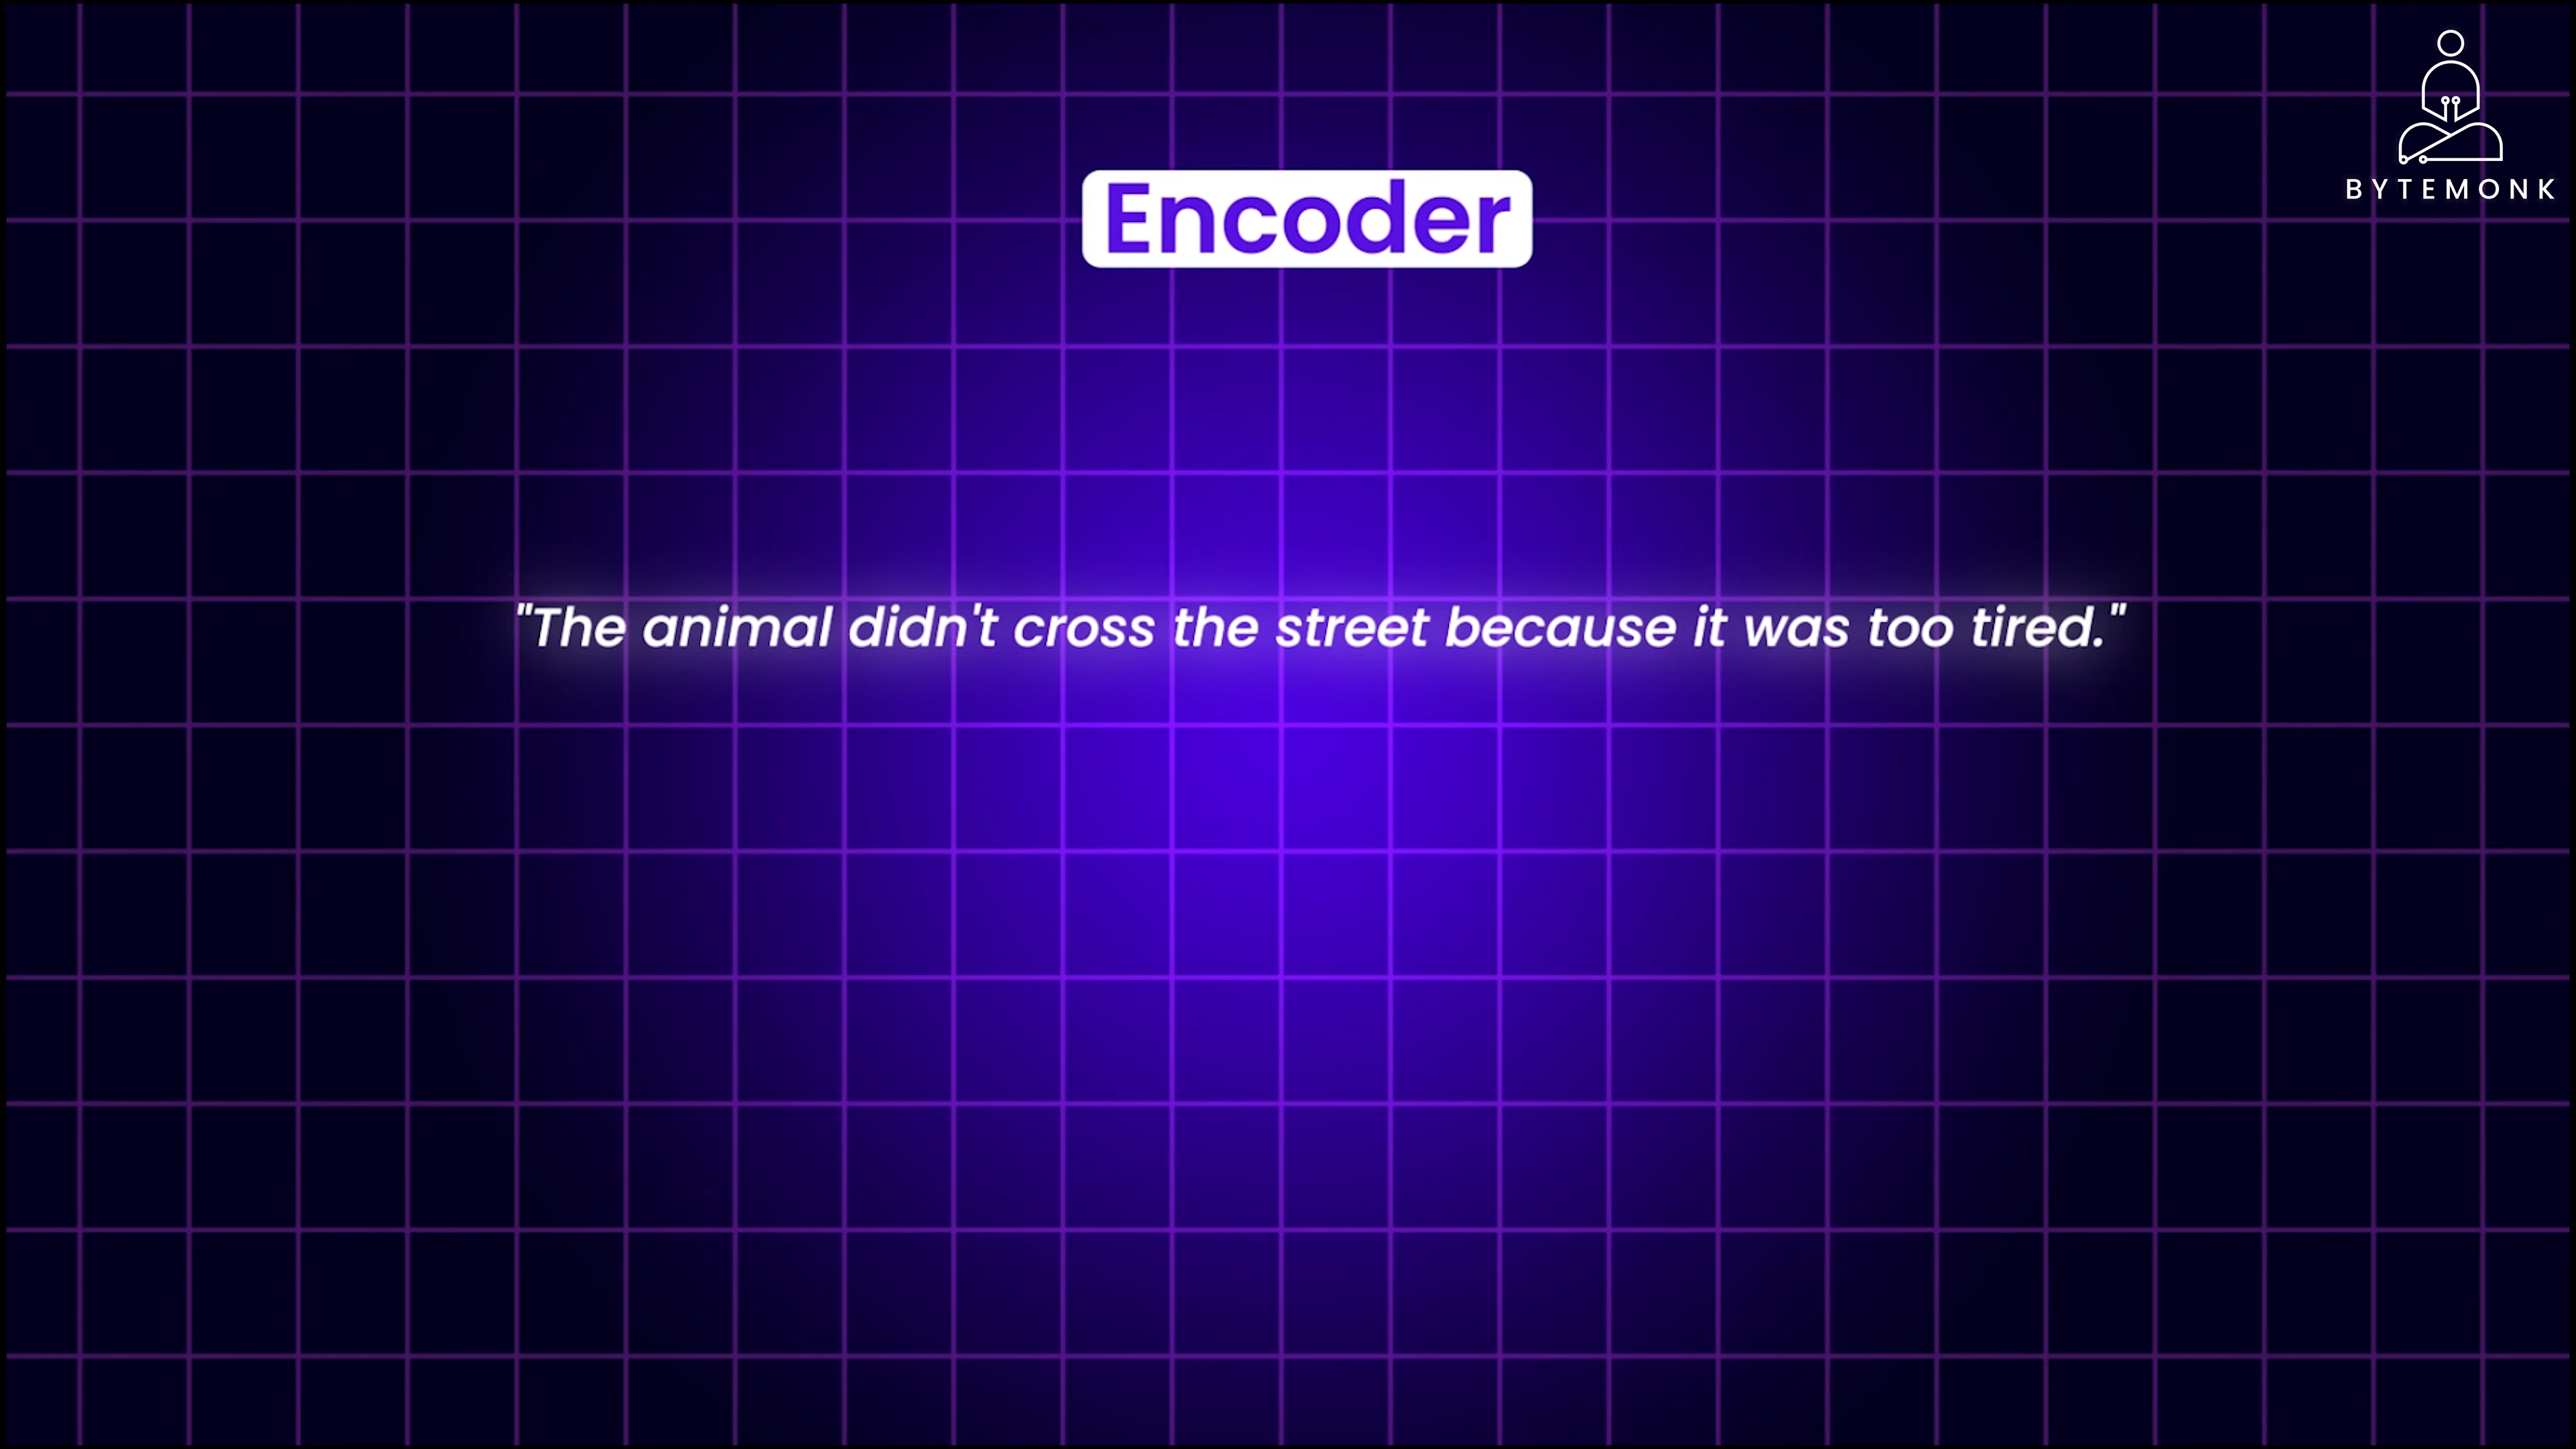 BYTEMONK
Encoder
"The animal didn't cross the street because it was too tired."